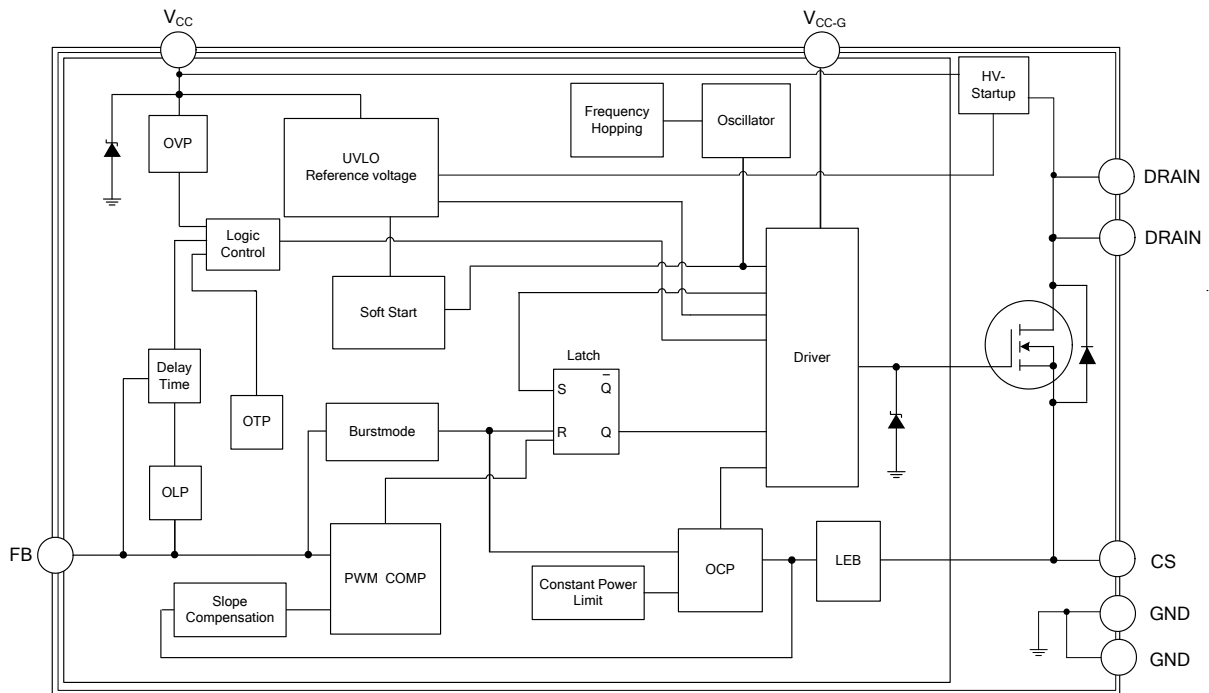 VCC
VCC-G
HV-
Startup
Frequency
Hopping
Oscillator
OVP
UVLO
Reference voltage
DRAIN
DRAIN
Logic
Control
Soft Start
Latch
Driver
Delay
Time
S
Q
OTP
Burstmode
R
Q
OLP
FB
PWM COMP
OCP
LEB
CS
Constant Power
Limit
Slope
Compensation
GND
GND